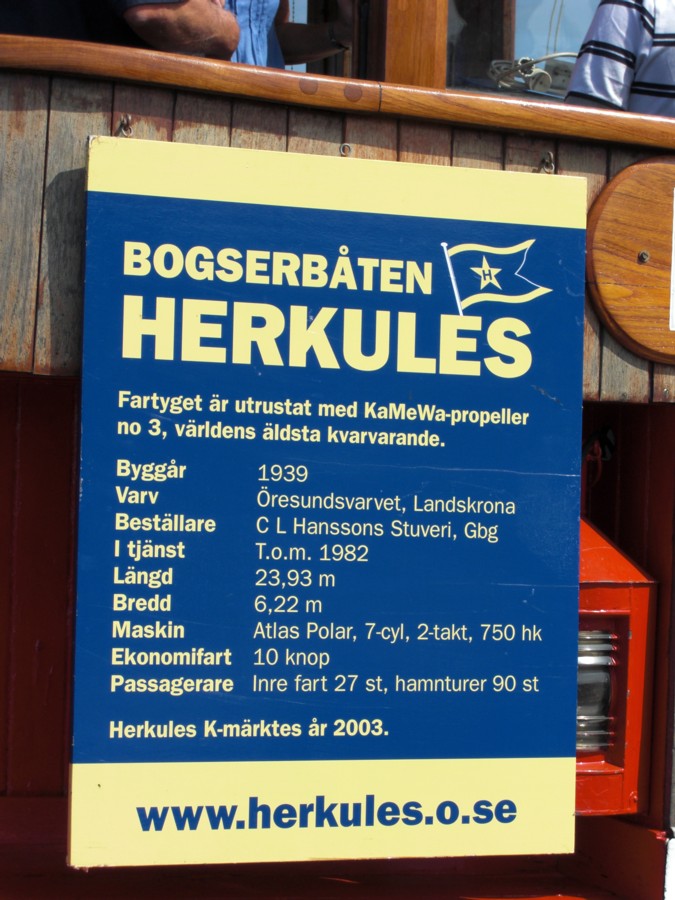 BOGSERBÅTEN
H
HERKULES
Fartyget är utrustat med KaMeWa-propeller
no 3, världens äldsta kvarvarande.
Byggår 1939
Varv Öresundsvarvet, Landskrona
Beställare C L Hanssons Stuveri, Gbg
I tjänst T.o.m. 1982
Längd 23,93 m
Bredd 6,22 m
Maskin Atlas Polar, 7-cyl, 2-takt, 750 hk
Ekonomifart 10 knop
Passagerare Inre fart 27 st, hamnturer 90 st
Herkules K-märktes år 2003.
www.herkules.o.se